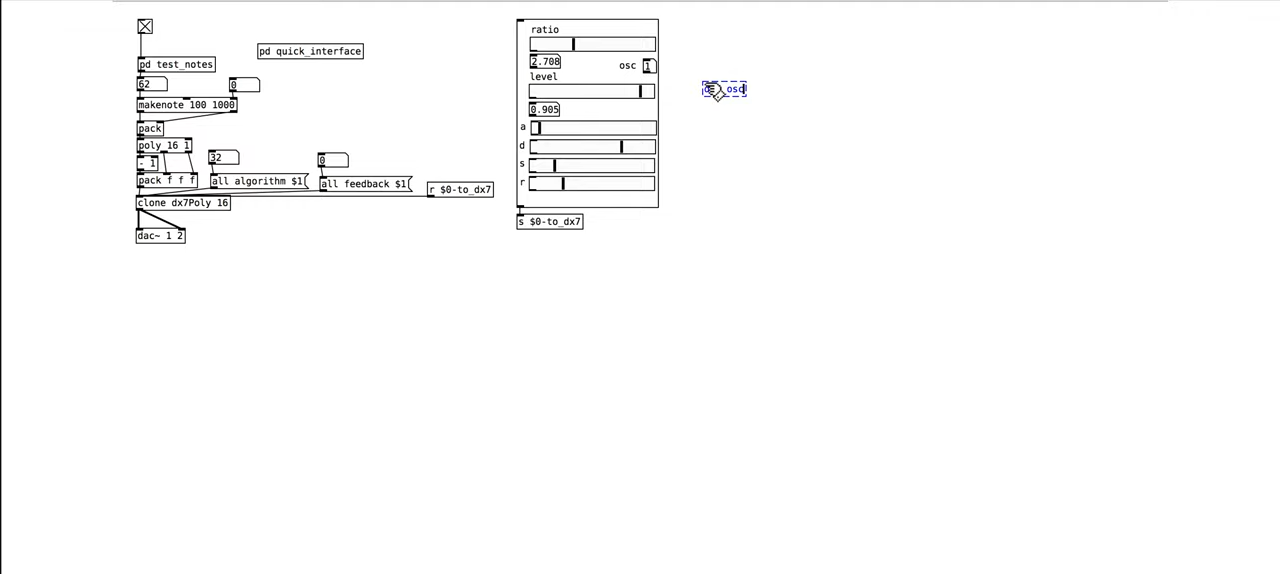 pd test_notes
pd quick_interface
62
0
makenote 100 1000
pack
poly 16 1
- 1
pack f f f
32
0
all algorithm $1
all feedback $1
r $0-to_dx7
clone dx7Poly 16
dac~ 1 2
ratio
2.708
osc 1
level
0.905
a
d
s
r
s $0-to_dx7
osc